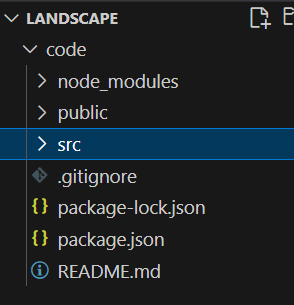 LANDSCAPE
code
node_modules
public
src
.gitignore
package-lock.json
package.json
README.md